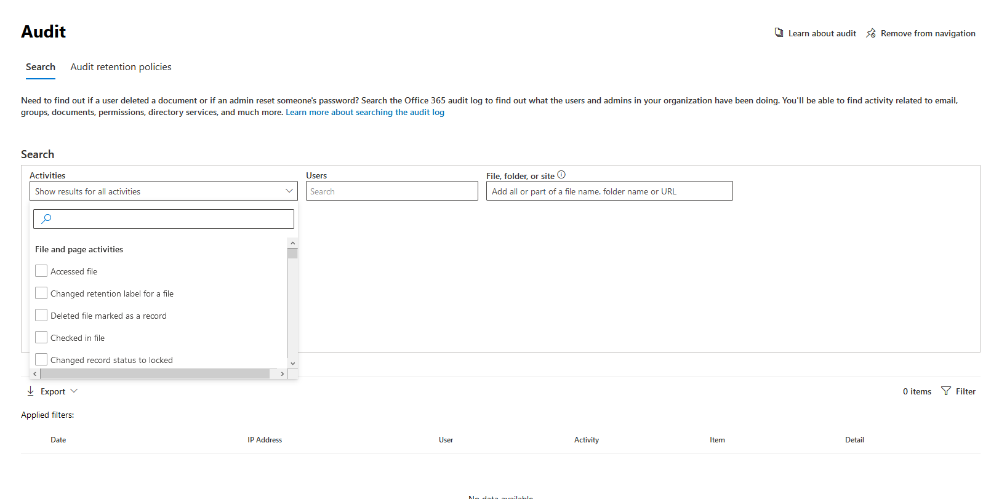 Audit
Learn about audit
Remove from navigation
Search
Audit retention policies
Need to find out if a user deleted a document or if an admin reset someone's password? Search the Office 365 audit log to find out what the users and admins in your organization have been doing. You'll be able to find activity related to email,
groups, documents, permissions, directory services, and much more. Learn more about searching the audit log
Search
Activities
Users
File, folder, or site
Show results for all activities
Search
Add all or part of a file name. folder name or URL
File and page activities
Accessed file
Changed retention label for a file
Deleted file marked as a record
Checked in file
Changed record status to locked
Export
0 items
Filter
Applied filters:
Date
IP Address
User
Activity
Item
Detail
No data available